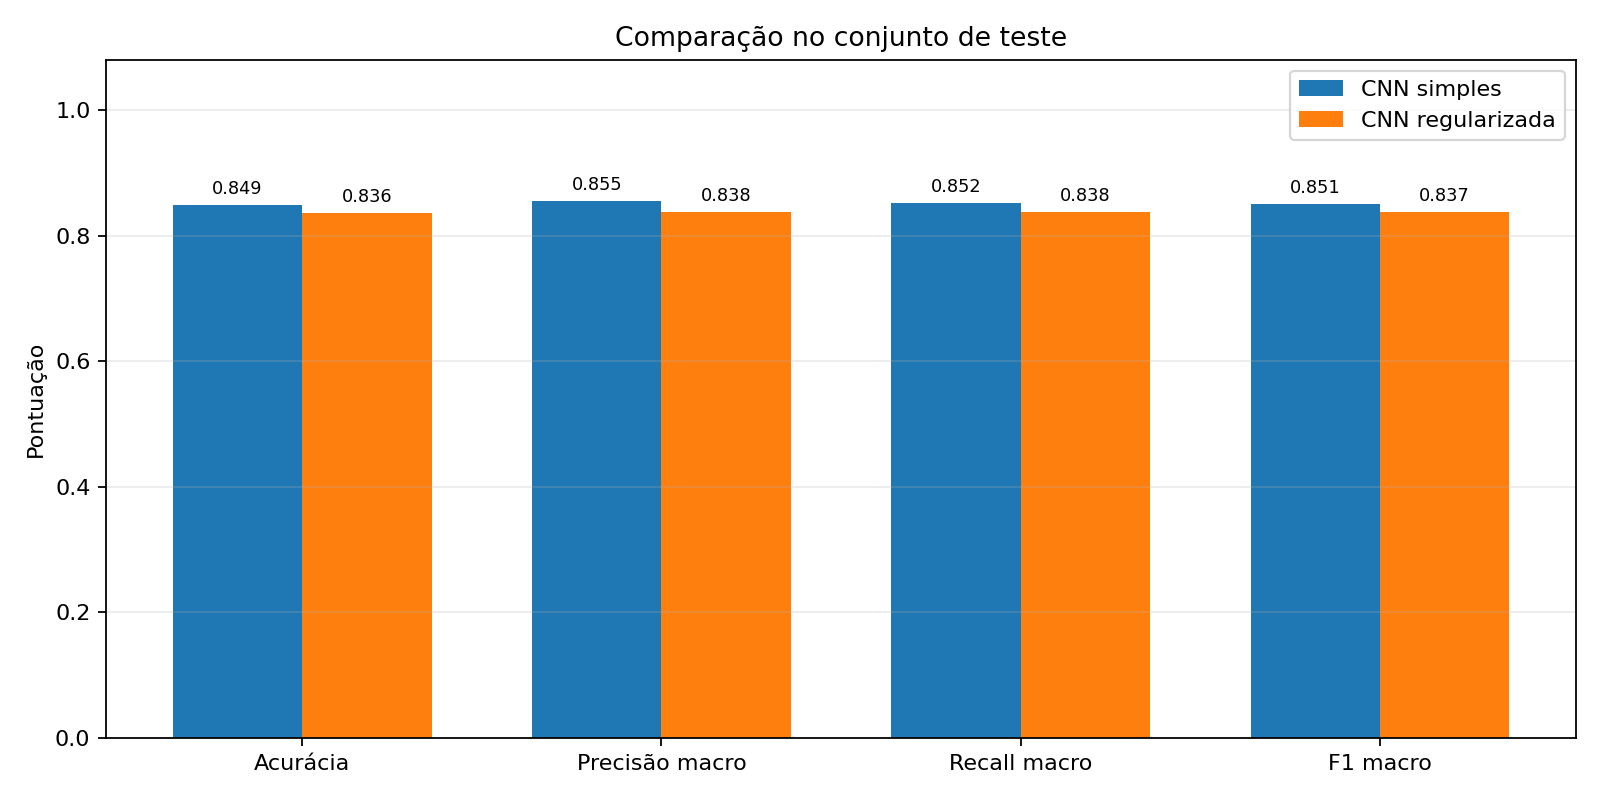 Comparação no conjunto de teste
CNN simples
CNN regularizada
Pontuação
1.0
0.8
0.6
0.4
0.2
0.0
0.849
0.836
0.855
0.838
0.852
0.838
0.851
0.837
Acurácia
Precisão macro
Recall macro
F1 macro